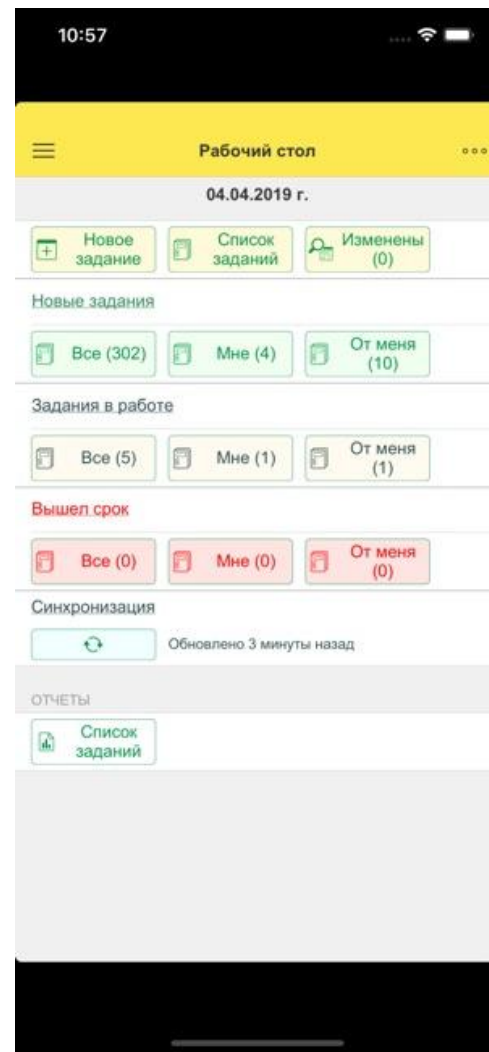 10:57
Рабочий стол
04.04.2019 г.
Новое
задание
Список
заданий
Изменены
(0)
Новые задания
Все (302)
Мне (4)
От меня
(10)
Задания в работе
Все (5)
Мне (1)
От меня
(1)
Вышел срок
Все (0)
Мне (0)
От меня
(0)
Синхронизация
Обновлено 3 минуты назад
ОТЧЕТЫ
Список
заданий